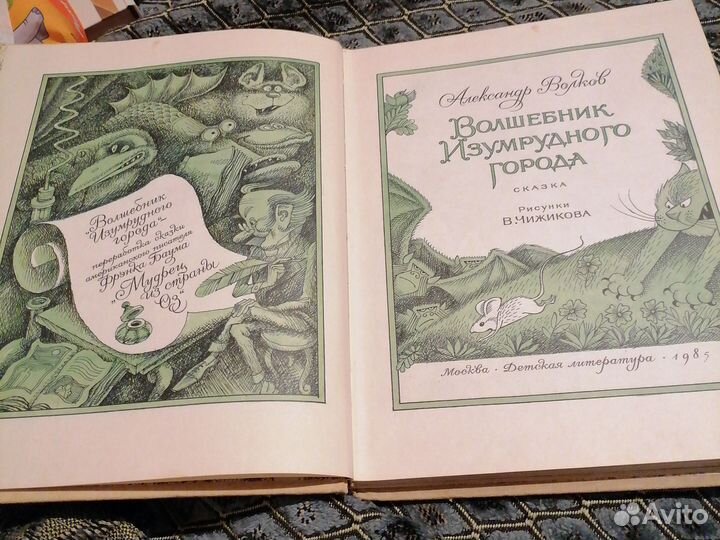 „Волшебник
Изумрудного
города“-
переработка сказки
американского писателя
Фрэнка Баума
„Мудрец
из страны
Оз“
Александр Волков
Волшебник
Изумрудного
города
сказка
Рисунки
В. Чижикова
Москва · Детская литература · 1985
Avito